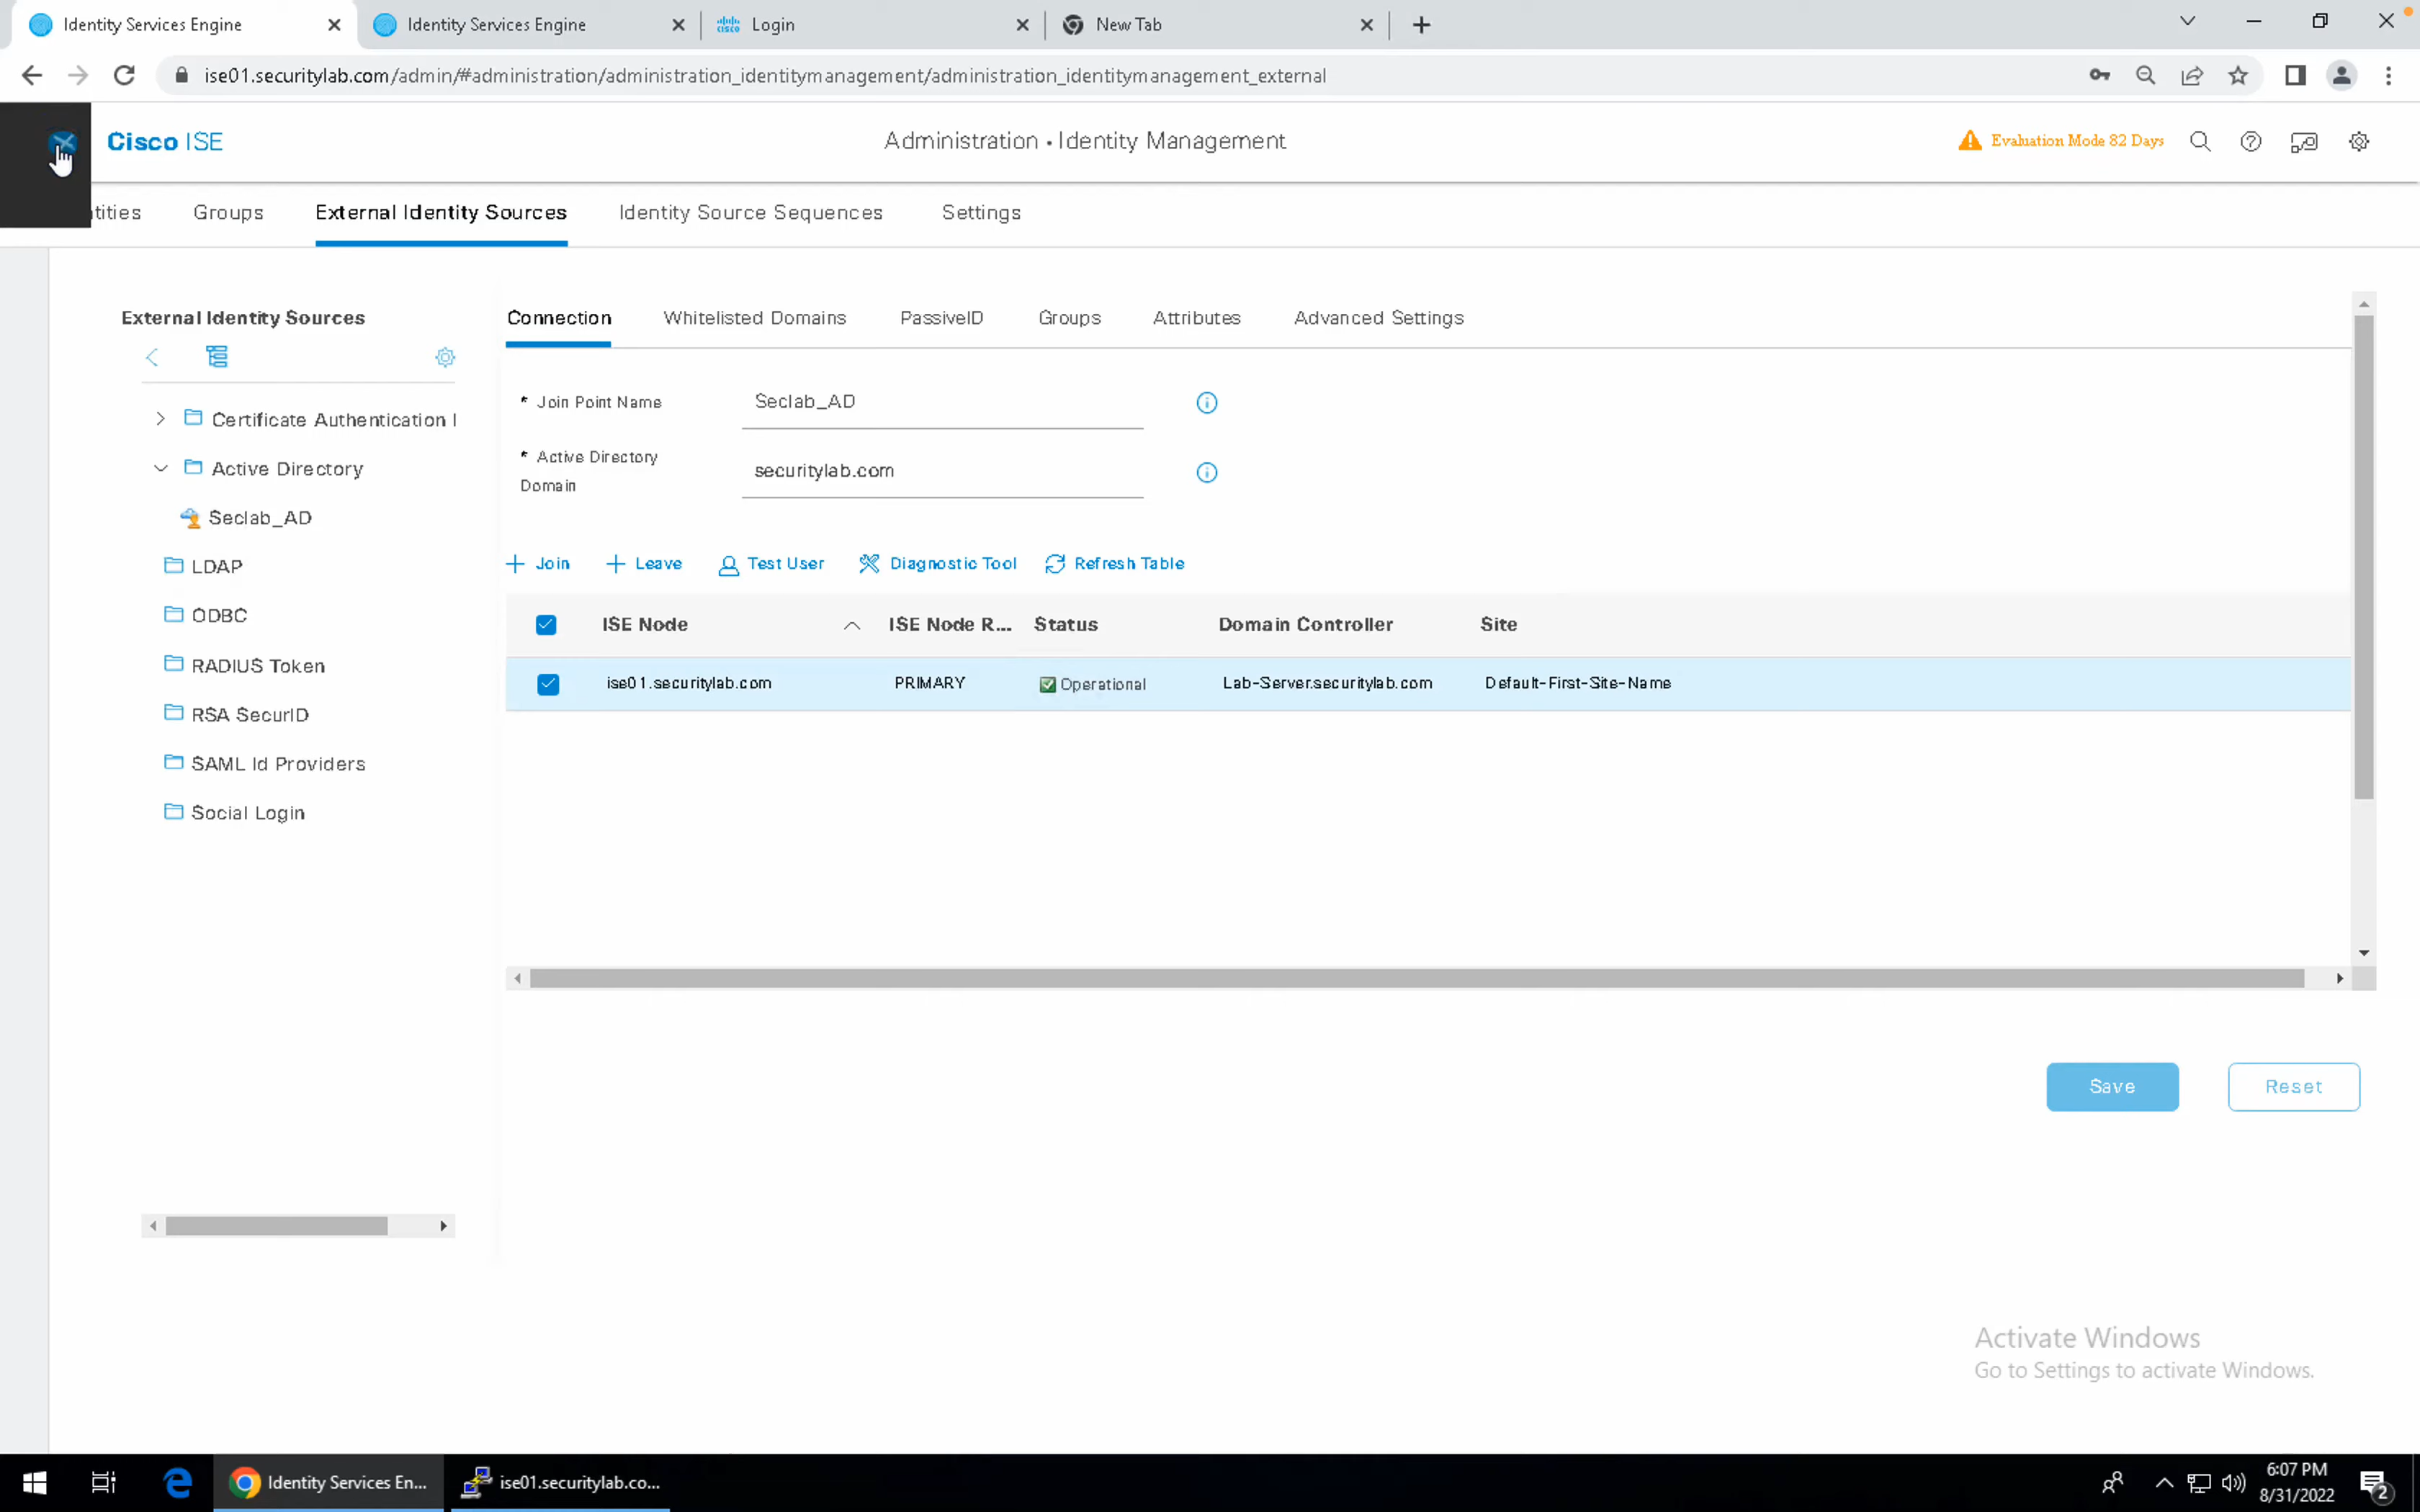 Identity Services Engine
Identity Services Engine
Login
New Tab
ise01.securitylab.com/admin/#administration/administration_identitymanagement/administration_identitymanagement_external
Cisco ISE
Administration • Identity Management
Evaluation Mode 82 Days
tities
Groups
External Identity Sources
Identity Source Sequences
Settings
External Identity Sources
Certificate Authentication
Active Directory
Seclab_AD
LDAP
ODBC
RADIUS Token
RSA SecurID
SAML Id Providers
Social Login
Connection
Whitelisted Domains
PassiveID
Groups
Attributes
Advanced Settings
* Join Point Name
Seclab_AD
* Active Directory
Domain
securitylab.com
Join
Leave
Test User
Diagnostic Tool
Refresh Table
ISE Node
ISE Node R...
Status
Domain Controller
Site
ise01.securitylab.com
PRIMARY
Operational
Lab-Server.securitylab.com
Default-First-Site-Name
Save
Reset
Activate Windows
Go to Settings to activate Windows.
Identity Services En...
ise01.securitylab.co...
6:07 PM
8/31/2022
2